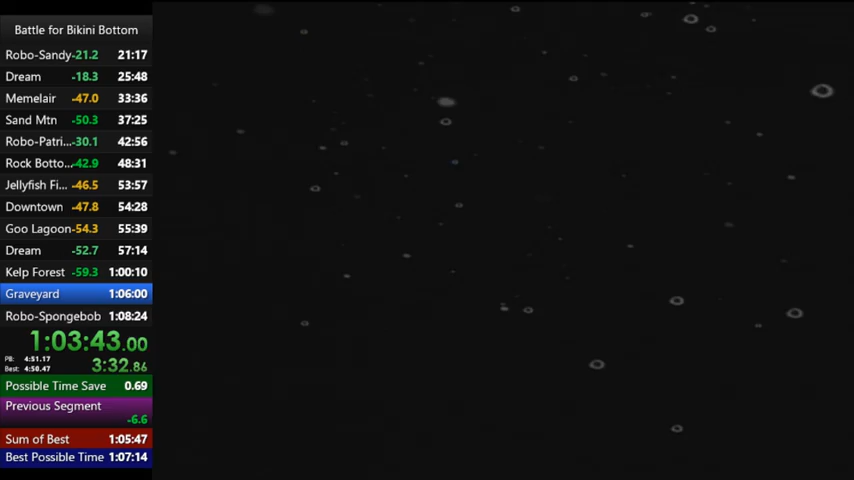 Battle for Bikini Bottom
Robo-Sandy -21.2 21:17
Dream -18.3 25:48
Memelair -47.0 33:36
Sand Mtn -50.3 37:25
Robo-Patri... -30.1 42:56
Rock Botto... -42.9 48:31
Jellyfish Fi... -46.5 53:57
Downtown -47.8 54:28
Goo Lagoon -54.3 55:39
Dream -52.7 57:14
Kelp Forest -59.3 1:00:10
Graveyard 1:06:00
Robo-Spongebob 1:08:24
1:03:43.00
PB: 4:51.17
Best: 4:50.47
3:32.86
Possible Time Save 0.69
Previous Segment
-6.6
Sum of Best 1:05:47
Best Possible Time 1:07:14